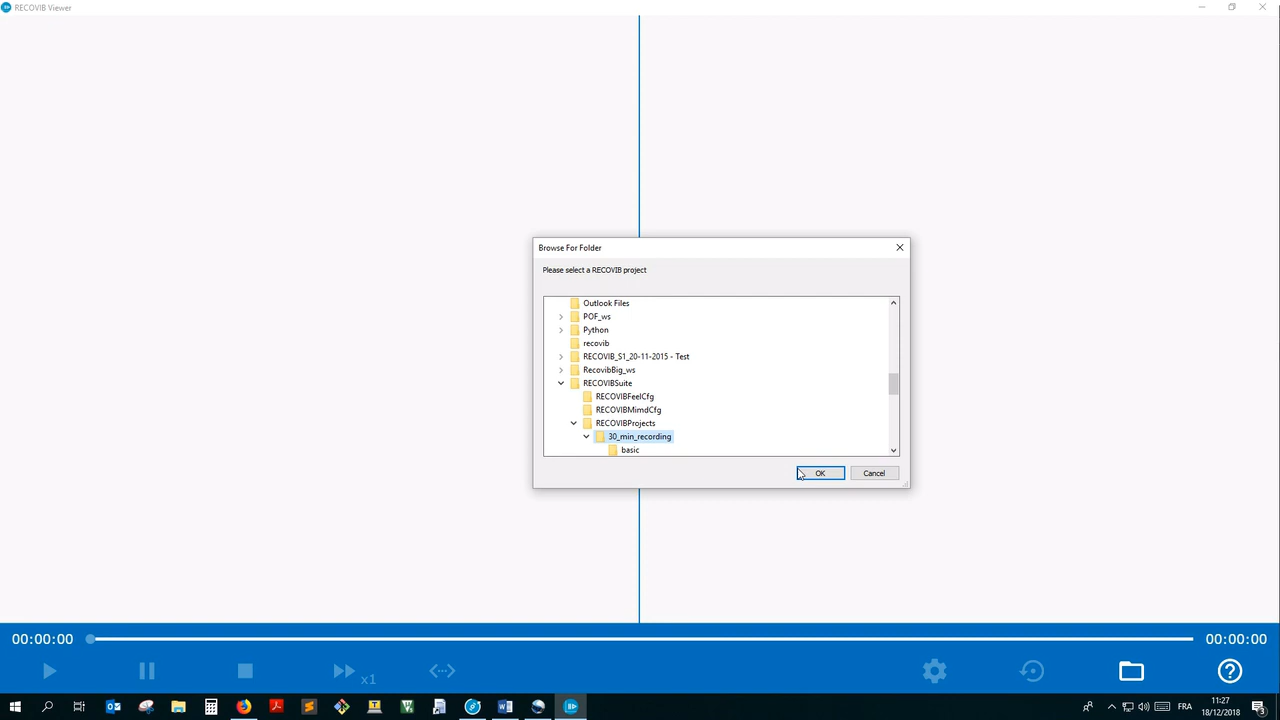 RECOVIB Viewer
Browse For Folder
Please select a RECOVIB project
Outlook Files
POF_ws
Python
recovib
RECOVIB_S1_20-11-2015 - Test
RecovibBig_ws
RECOVIBSuite
RECOVIBFeelCfg
RECOVIBMimdCfg
RECOVIBProjects
30_min_recording
basic
OK Cancel
00:00:00 00:00:00
x1
FRA 11:27
18/12/2018